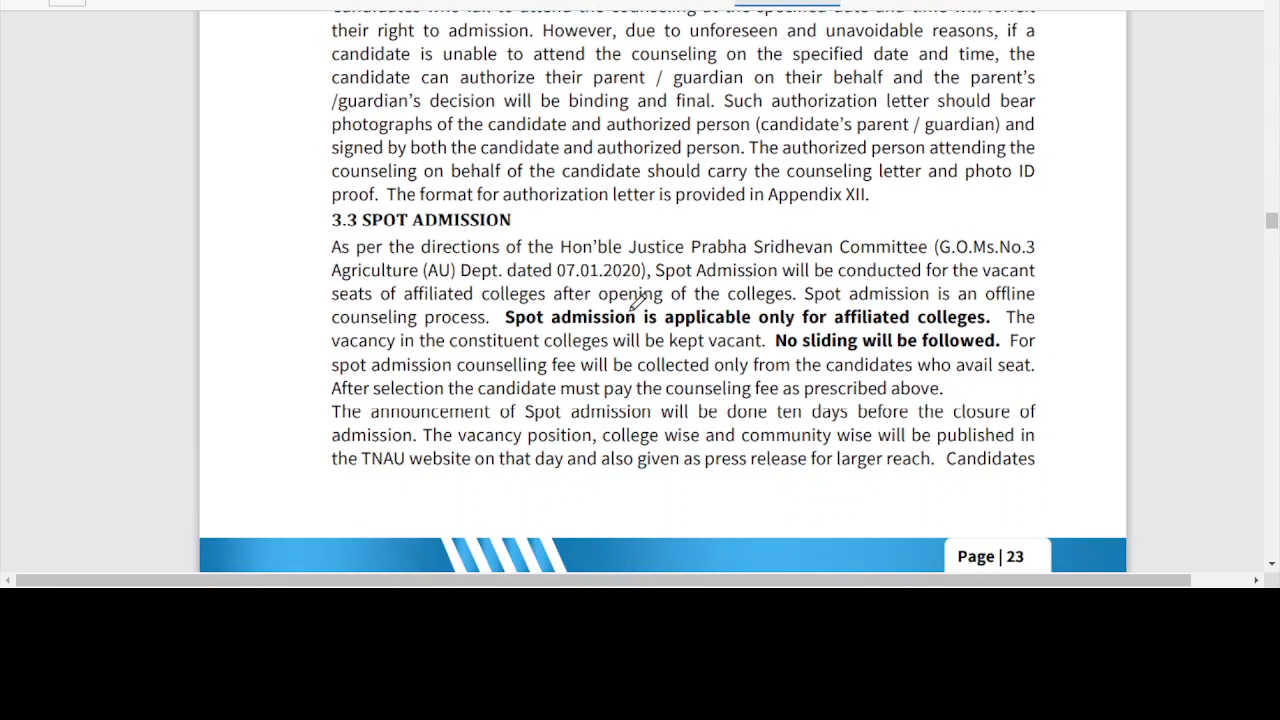 their right to admission. However, due to unforeseen and unavoidable reasons, if a
candidate is unable to attend the counseling on the specified date and time, the
candidate can authorize their parent / guardian on their behalf and the parent's
/guardian's decision will be binding and final. Such authorization letter should bear
photographs of the candidate and authorized person (candidate's parent / guardian) and
signed by both the candidate and authorized person. The authorized person attending the
counseling on behalf of the candidate should carry the counseling letter and photo ID
proof. The format for authorization letter is provided in Appendix XII.
3.3 SPOT ADMISSION
As per the directions of the Hon'ble Justice Prabha Sridhevan Committee (G.O.Ms.No.3
Agriculture (AU) Dept. dated 07.01.2020), Spot Admission will be conducted for the vacant
seats of affiliated colleges after opening of the colleges. Spot admission is an offline
counseling process. Spot admission is applicable only for affiliated colleges. The
vacancy in the constituent colleges will be kept vacant. No sliding will be followed. For
spot admission counselling fee will be collected only from the candidates who avail seat.
After selection the candidate must pay the counseling fee as prescribed above.
The announcement of Spot admission will be done ten days before the closure of
admission. The vacancy position, college wise and community wise will be published in
the TNAU website on that day and also given as press release for larger reach. Candidates
Page | 23